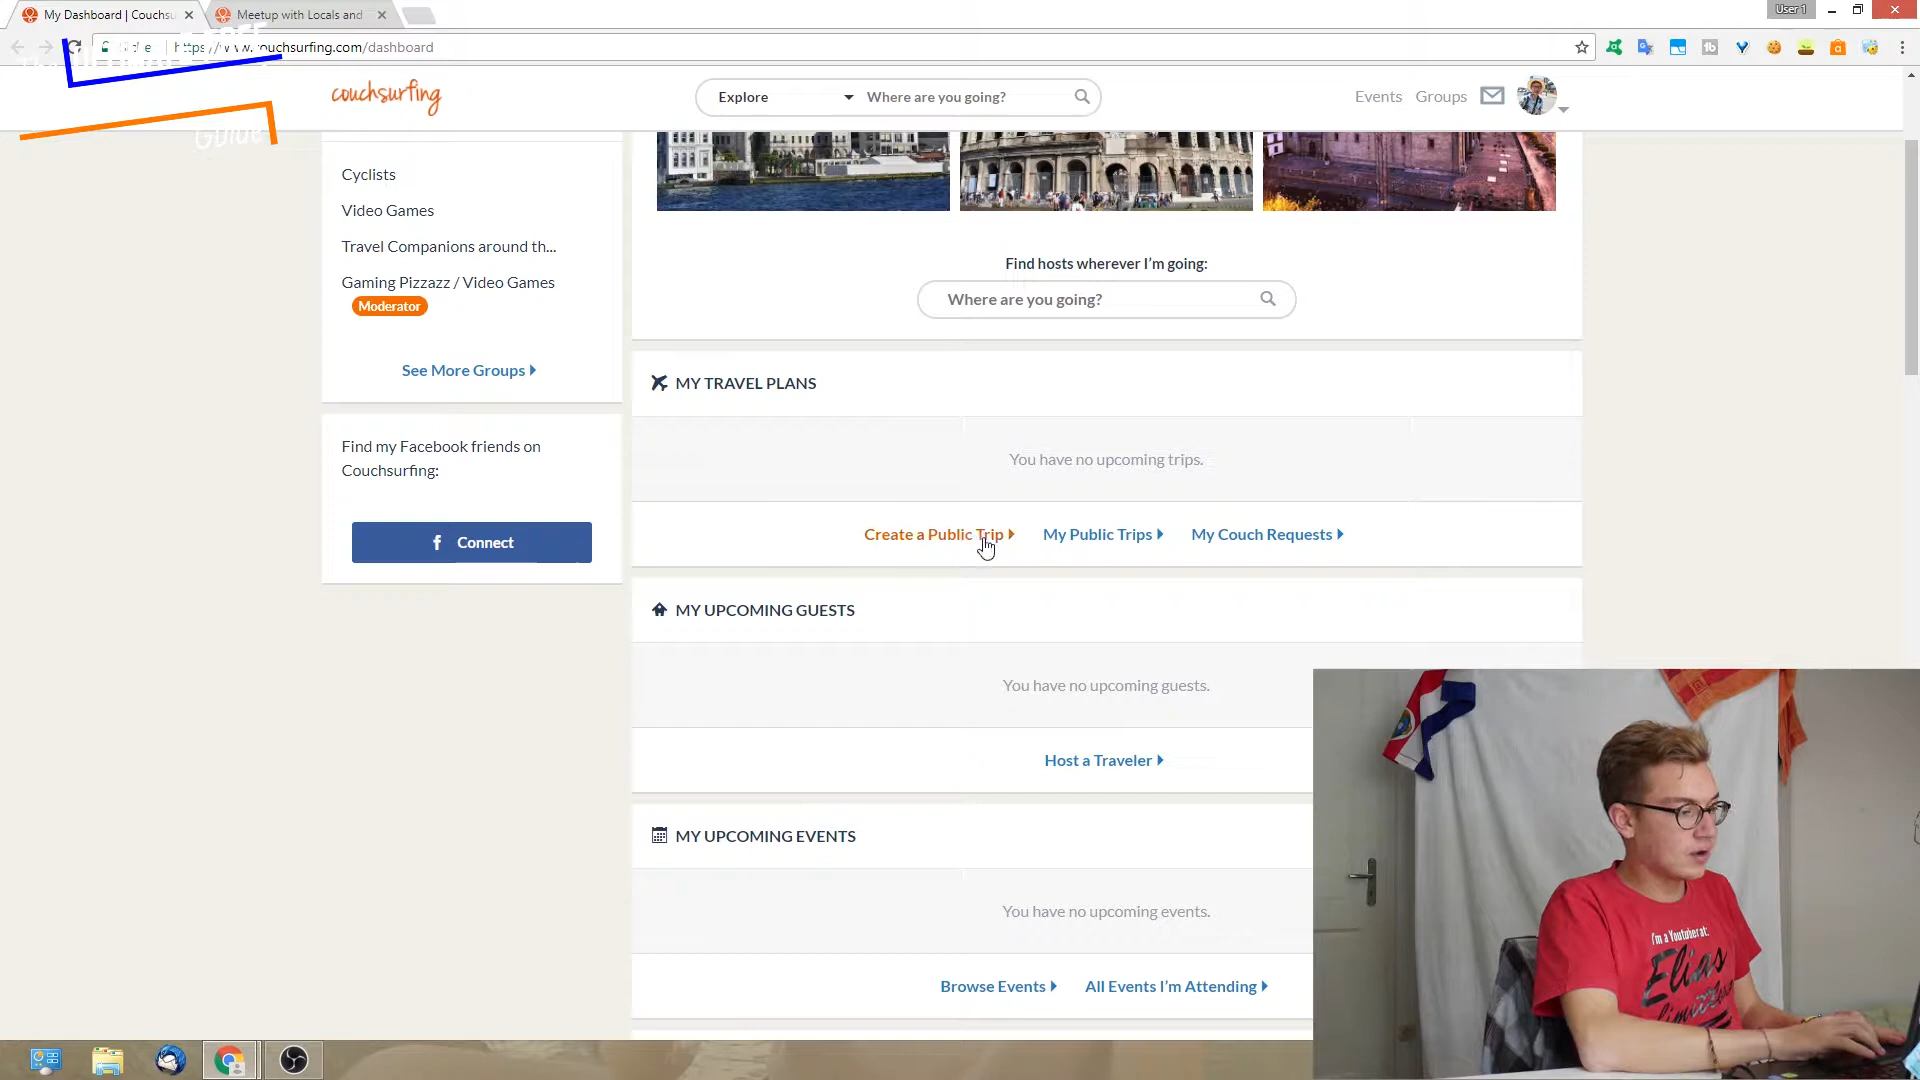 My Dashboard | Couchsu
Meetup with Locals and
User 1
https://www.couchsurfing.com/dashboard
Guide
couchsurfing
Explore
Where are you going?
Events
Groups
Cyclists
Video Games
Travel Companions around th...
Gaming Pizzazz / Video Games
Moderator
See More Groups
Find my Facebook friends on
Couchsurfing:
f Connect
Find hosts wherever I'm going:
Where are you going?
MY TRAVEL PLANS
You have no upcoming trips.
Create a Public Trip
My Public Trips
My Couch Requests
MY UPCOMING GUESTS
You have no upcoming guests.
Host a Traveler
MY UPCOMING EVENTS
You have no upcoming events.
Browse Events
All Events I'm Attending
I'm a Youtuber at:
Elias